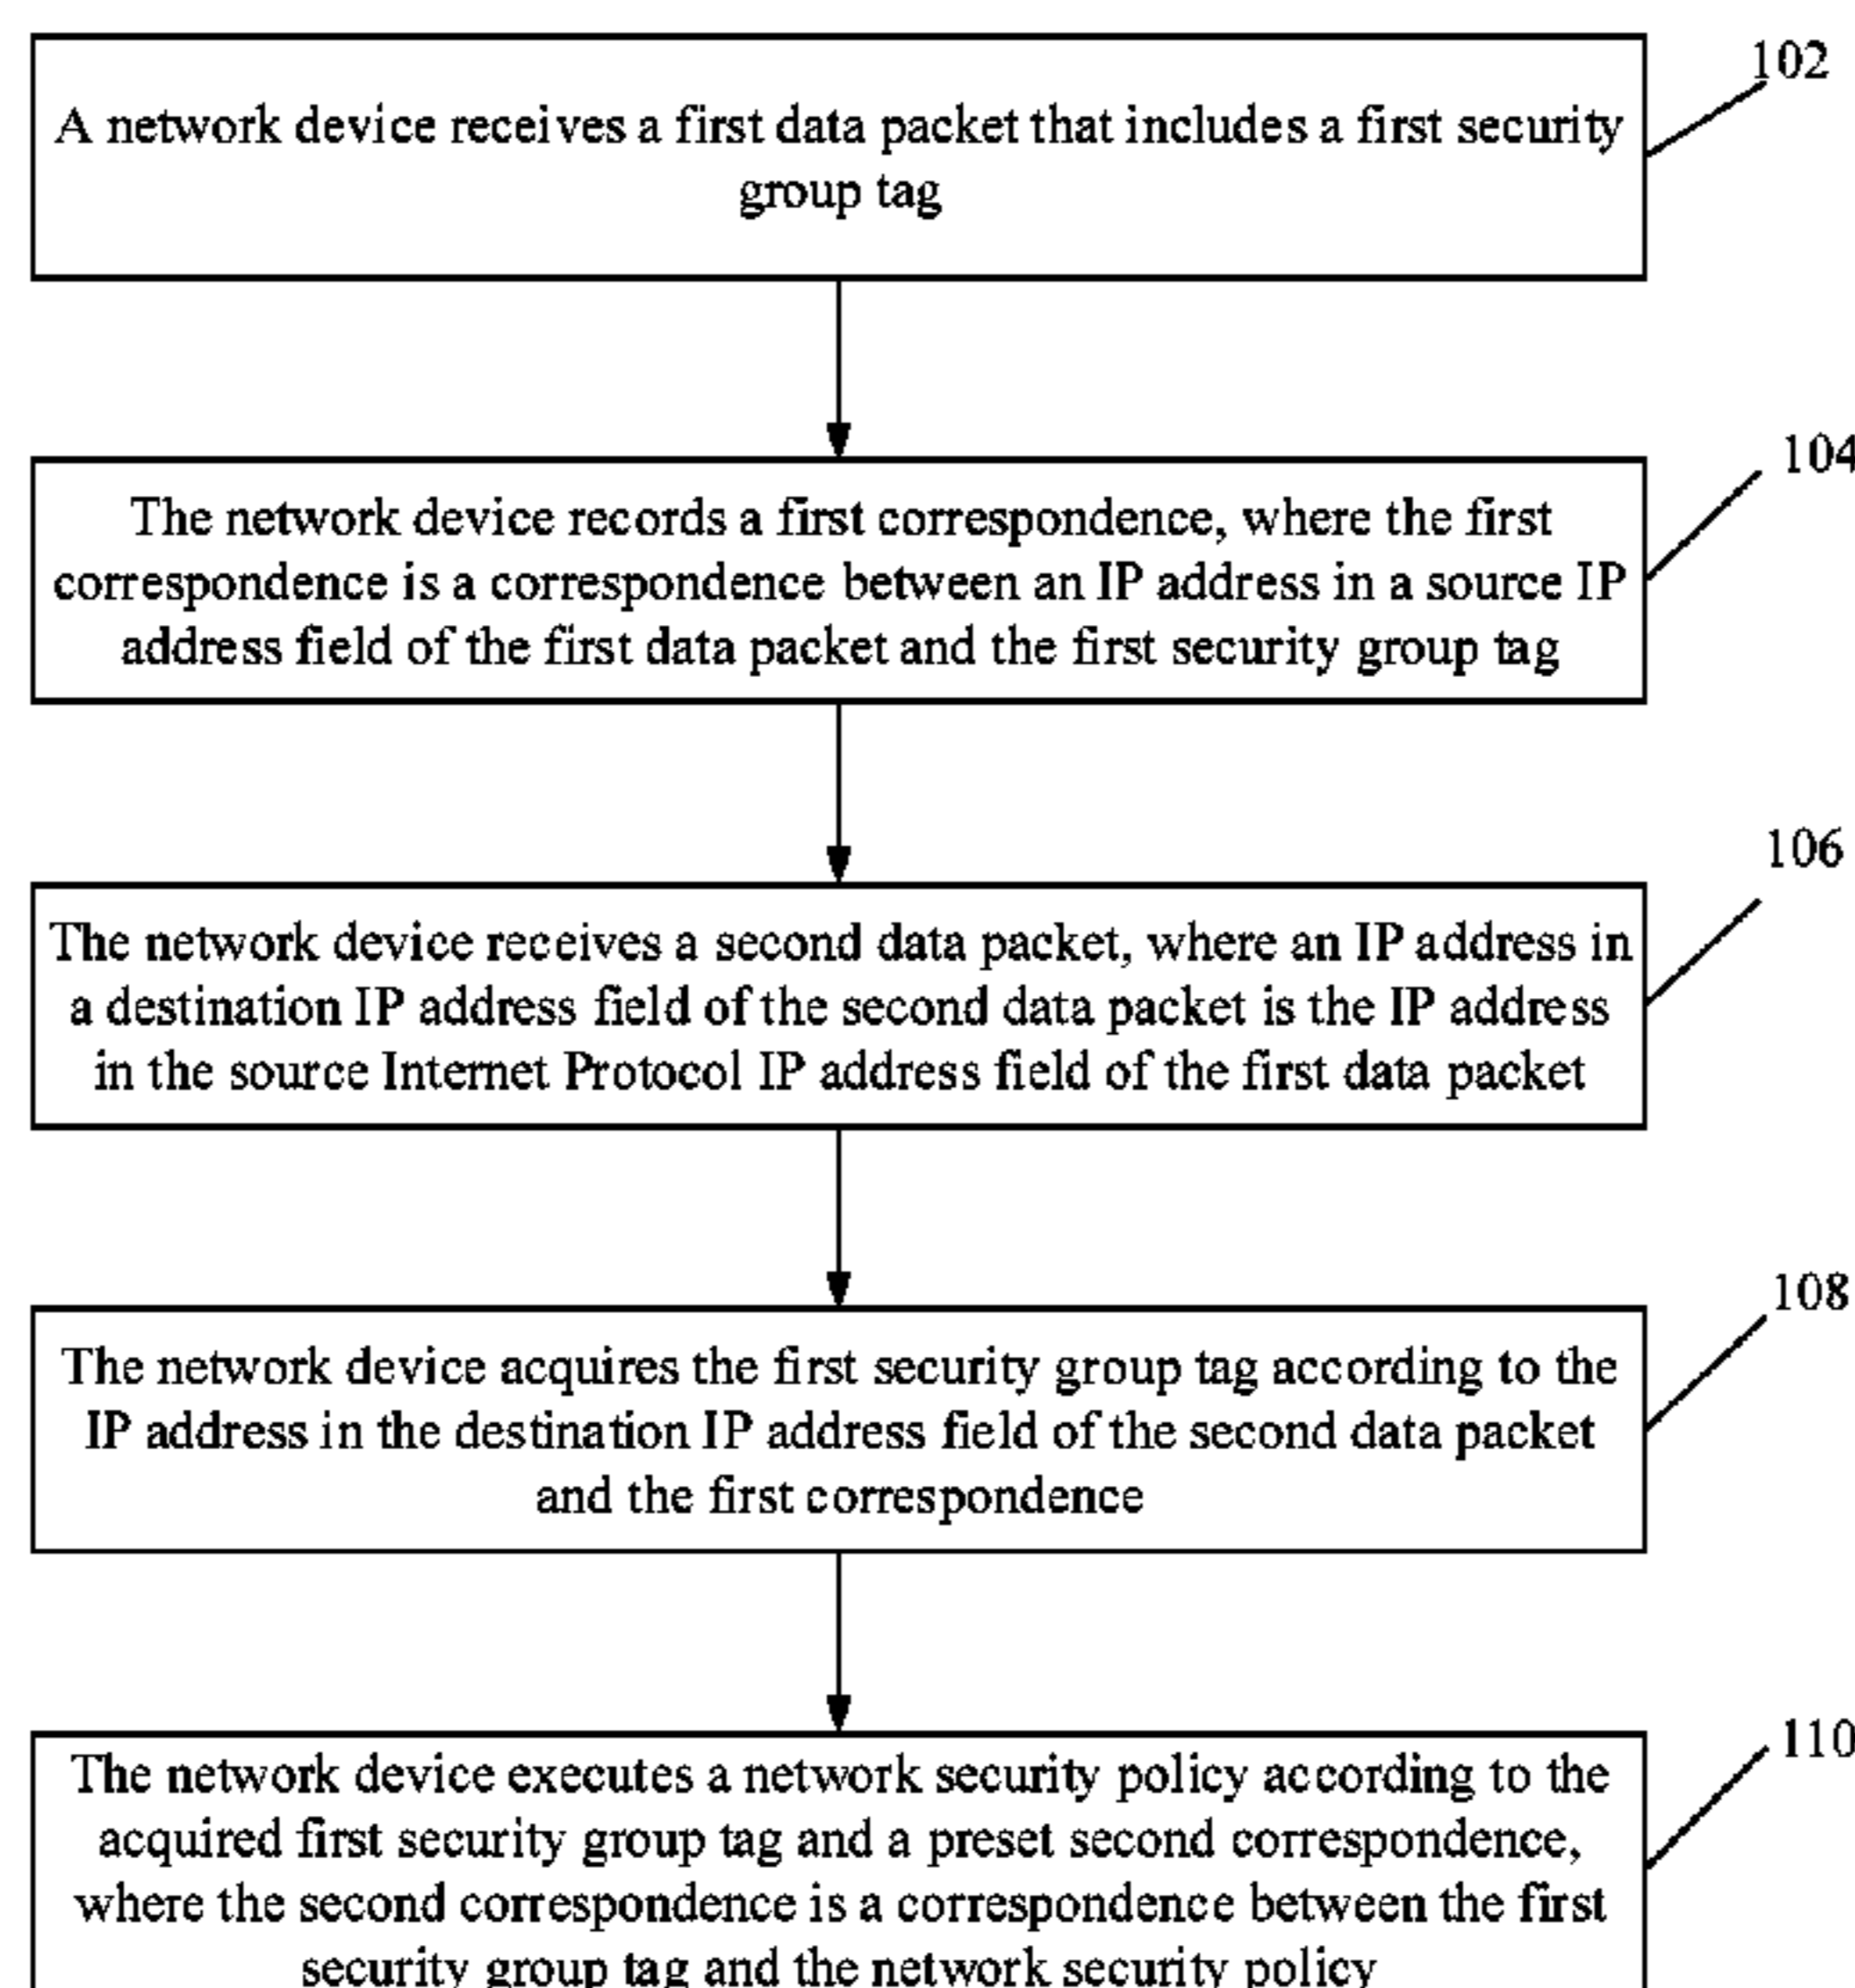 102
A network device receives a first data packet that includes a first security
group tag
104
The network device records a first correspondence, where the first
correspondence is a correspondence between an IP address in a source IP
address field of the first data packet and the first security group tag
106
The network device receives a second data packet, where an IP address in
a destination IP address field of the second data packet is the IP address
in the source Internet Protocol IP address field of the first data packet
108
The network device acquires the first security group tag according to the
IP address in the destination IP address field of the second data packet
and the first correspondence
110
The network device executes a network security policy according to the
acquired first security group tag and a preset second correspondence,
where the second correspondence is a correspondence between the first
security group tag and the network security policy